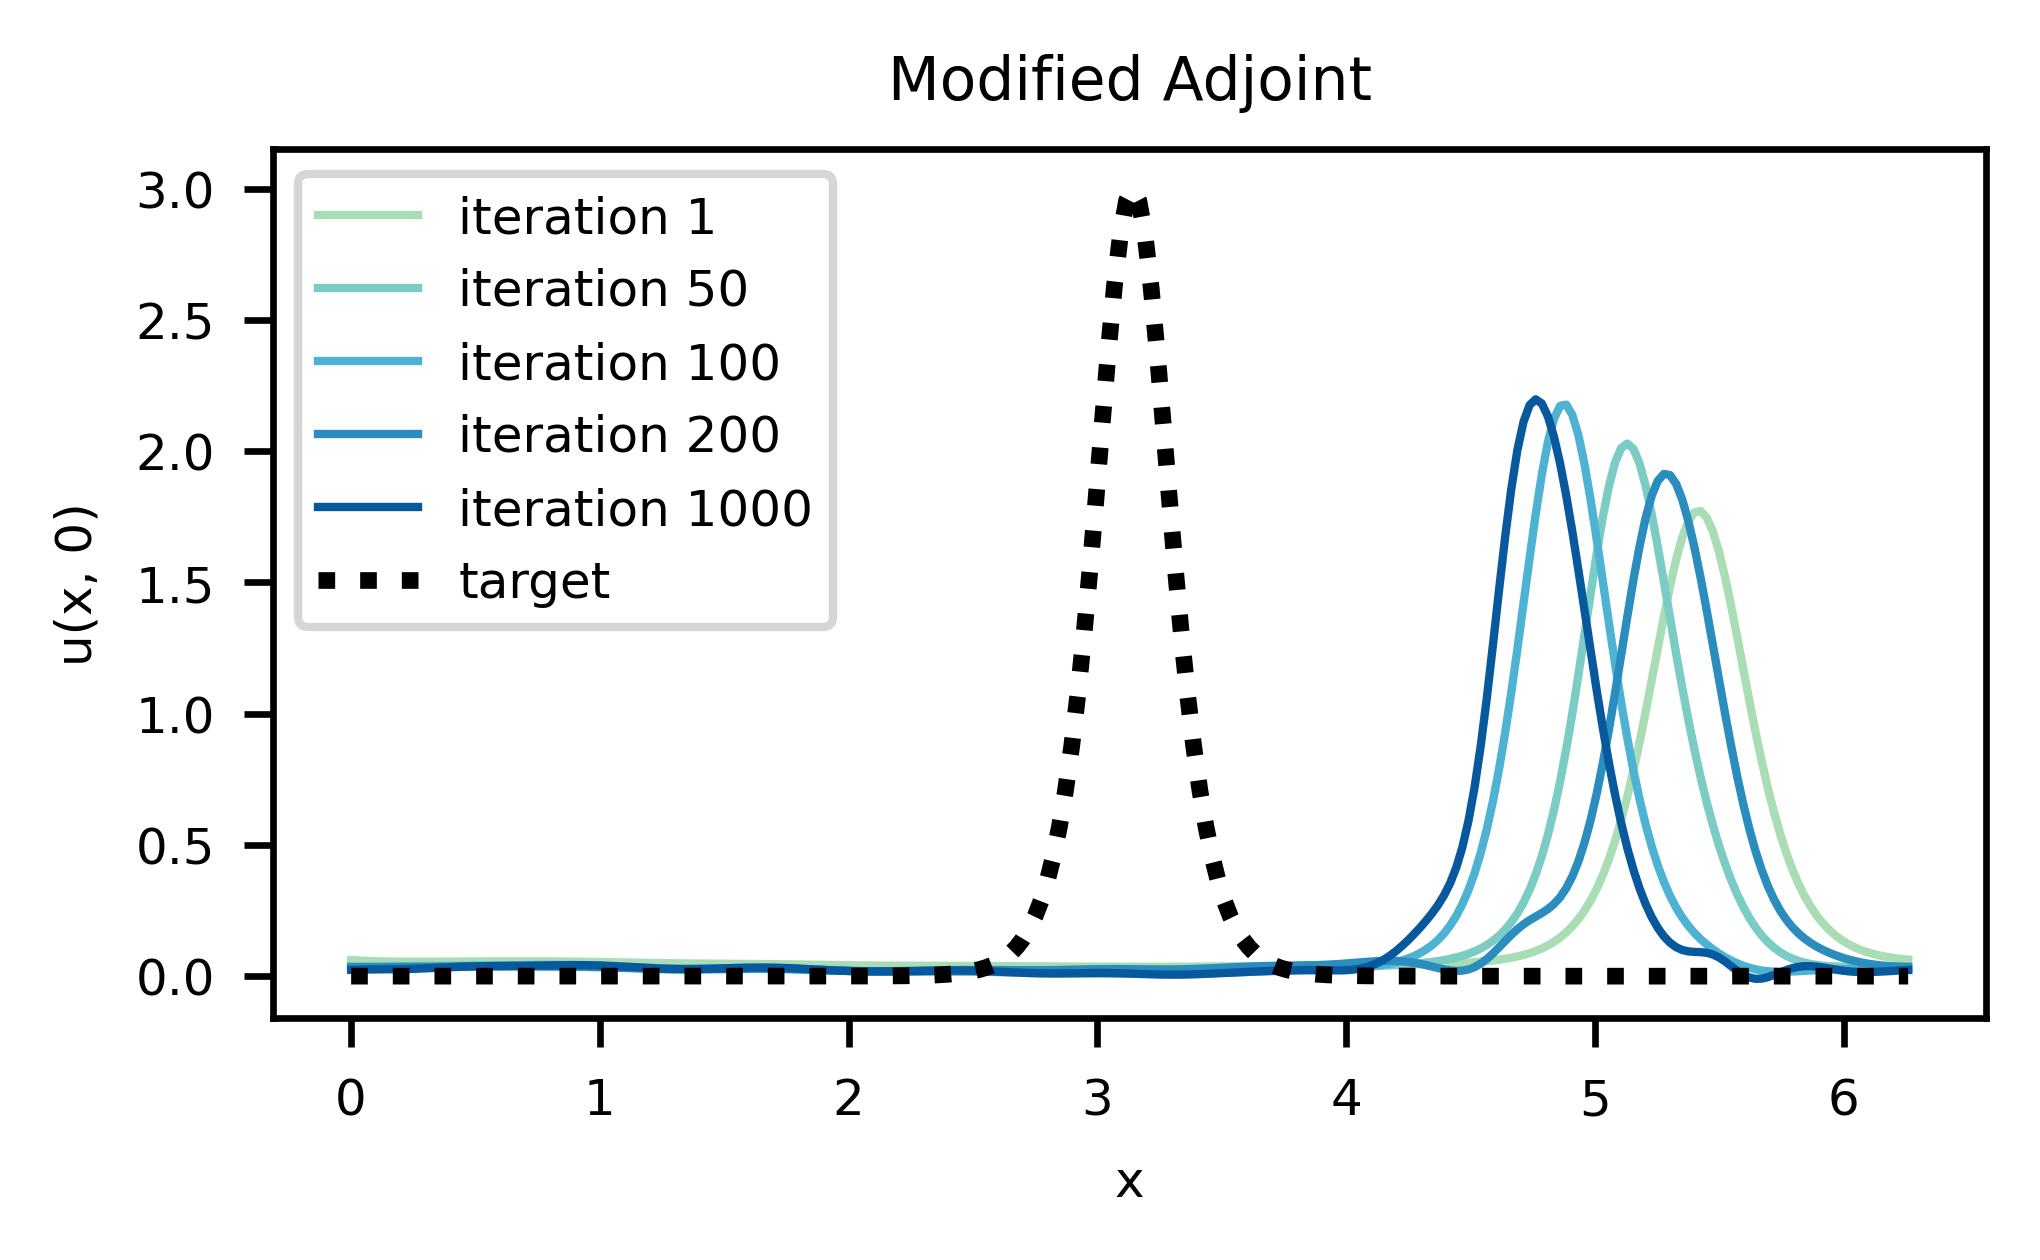 Modified Adjoint
3.0
2.5
2.0
1.5
1.0
0.5
0.0
u(x, 0)
iteration 1
iteration 50
iteration 100
iteration 200
iteration 1000
target
0 1 2 3 4 5 6
x